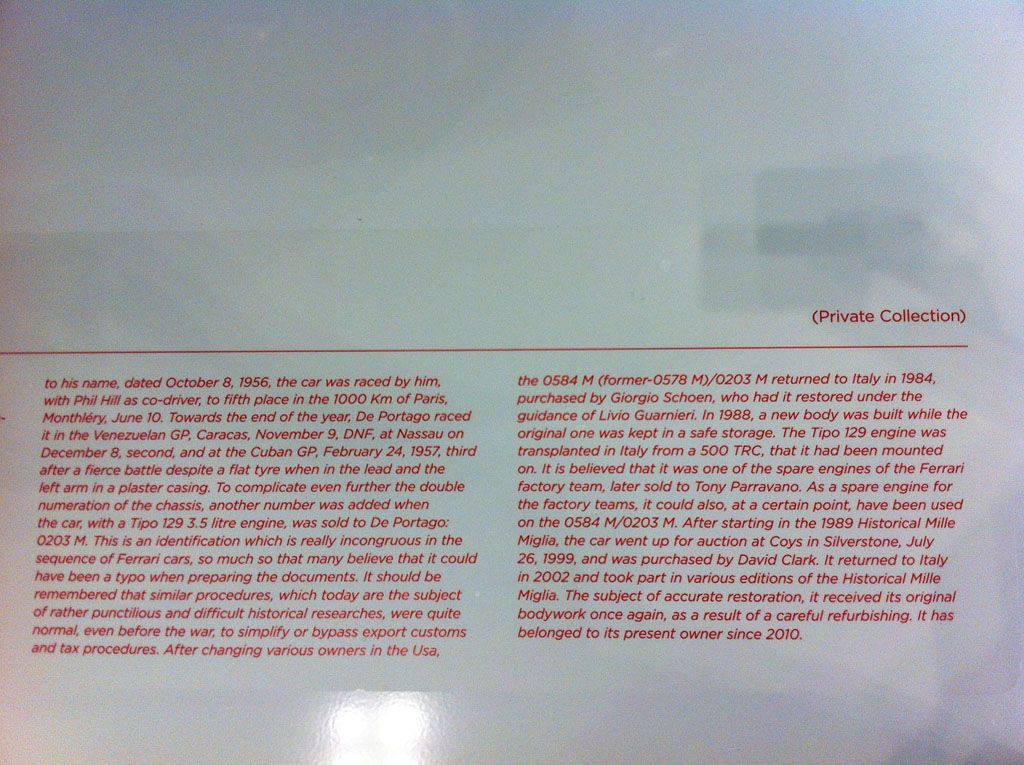 (Private Collection)
to his name, dated October 8, 1956, the car was raced by him,
with Phil Hill as co-driver, to fifth place in the 1000 Km of Paris,
Monthléry, June 10. Towards the end of the year, De Portago raced
it in the Venezuelan GP, Caracas, November 9, DNF, at Nassau on
December 8, second, and at the Cuban GP, February 24, 1957, third
after a fierce battle despite a flat tyre when in the lead and the
left arm in a plaster casing. To complicate even further the double
numeration of the chassis, another number was added when
the car, with a Tipo 129 3.5 litre engine, was sold to De Portago:
0203 M. This is an identification which is really incongruous in the
sequence of Ferrari cars, so much so that many believe that it could
have been a typo when preparing the documents. It should be
remembered that similar procedures, which today are the subject
of rather punctilious and difficult historical researches, were quite
normal, even before the war, to simplify or bypass export customs
and tax procedures. After changing various owners in the Usa,
the 0584 M (former-0578 M)/0203 M returned to Italy in 1984,
purchased by Giorgio Schoen, who had it restored under the
guidance of Livio Guarnieri. In 1988, a new body was built while the
original one was kept in a safe storage. The Tipo 129 engine was
transplanted in Italy from a 500 TRC, that it had been mounted
on. It is believed that it was one of the spare engines of the Ferrari
factory team, later sold to Tony Parravano. As a spare engine for
the factory teams, it could also, at a certain point, have been used
on the 0584 M/0203 M. After starting in the 1989 Historical Mille
Miglia, the car went up for auction at Coys in Silverstone, July
26, 1999, and was purchased by David Clark. It returned to Italy
in 2002 and took part in various editions of the Historical Mille
Miglia. The subject of accurate restoration, it received its original
bodywork once again, as a result of a careful refurbishing. It has
belonged to its present owner since 2010.